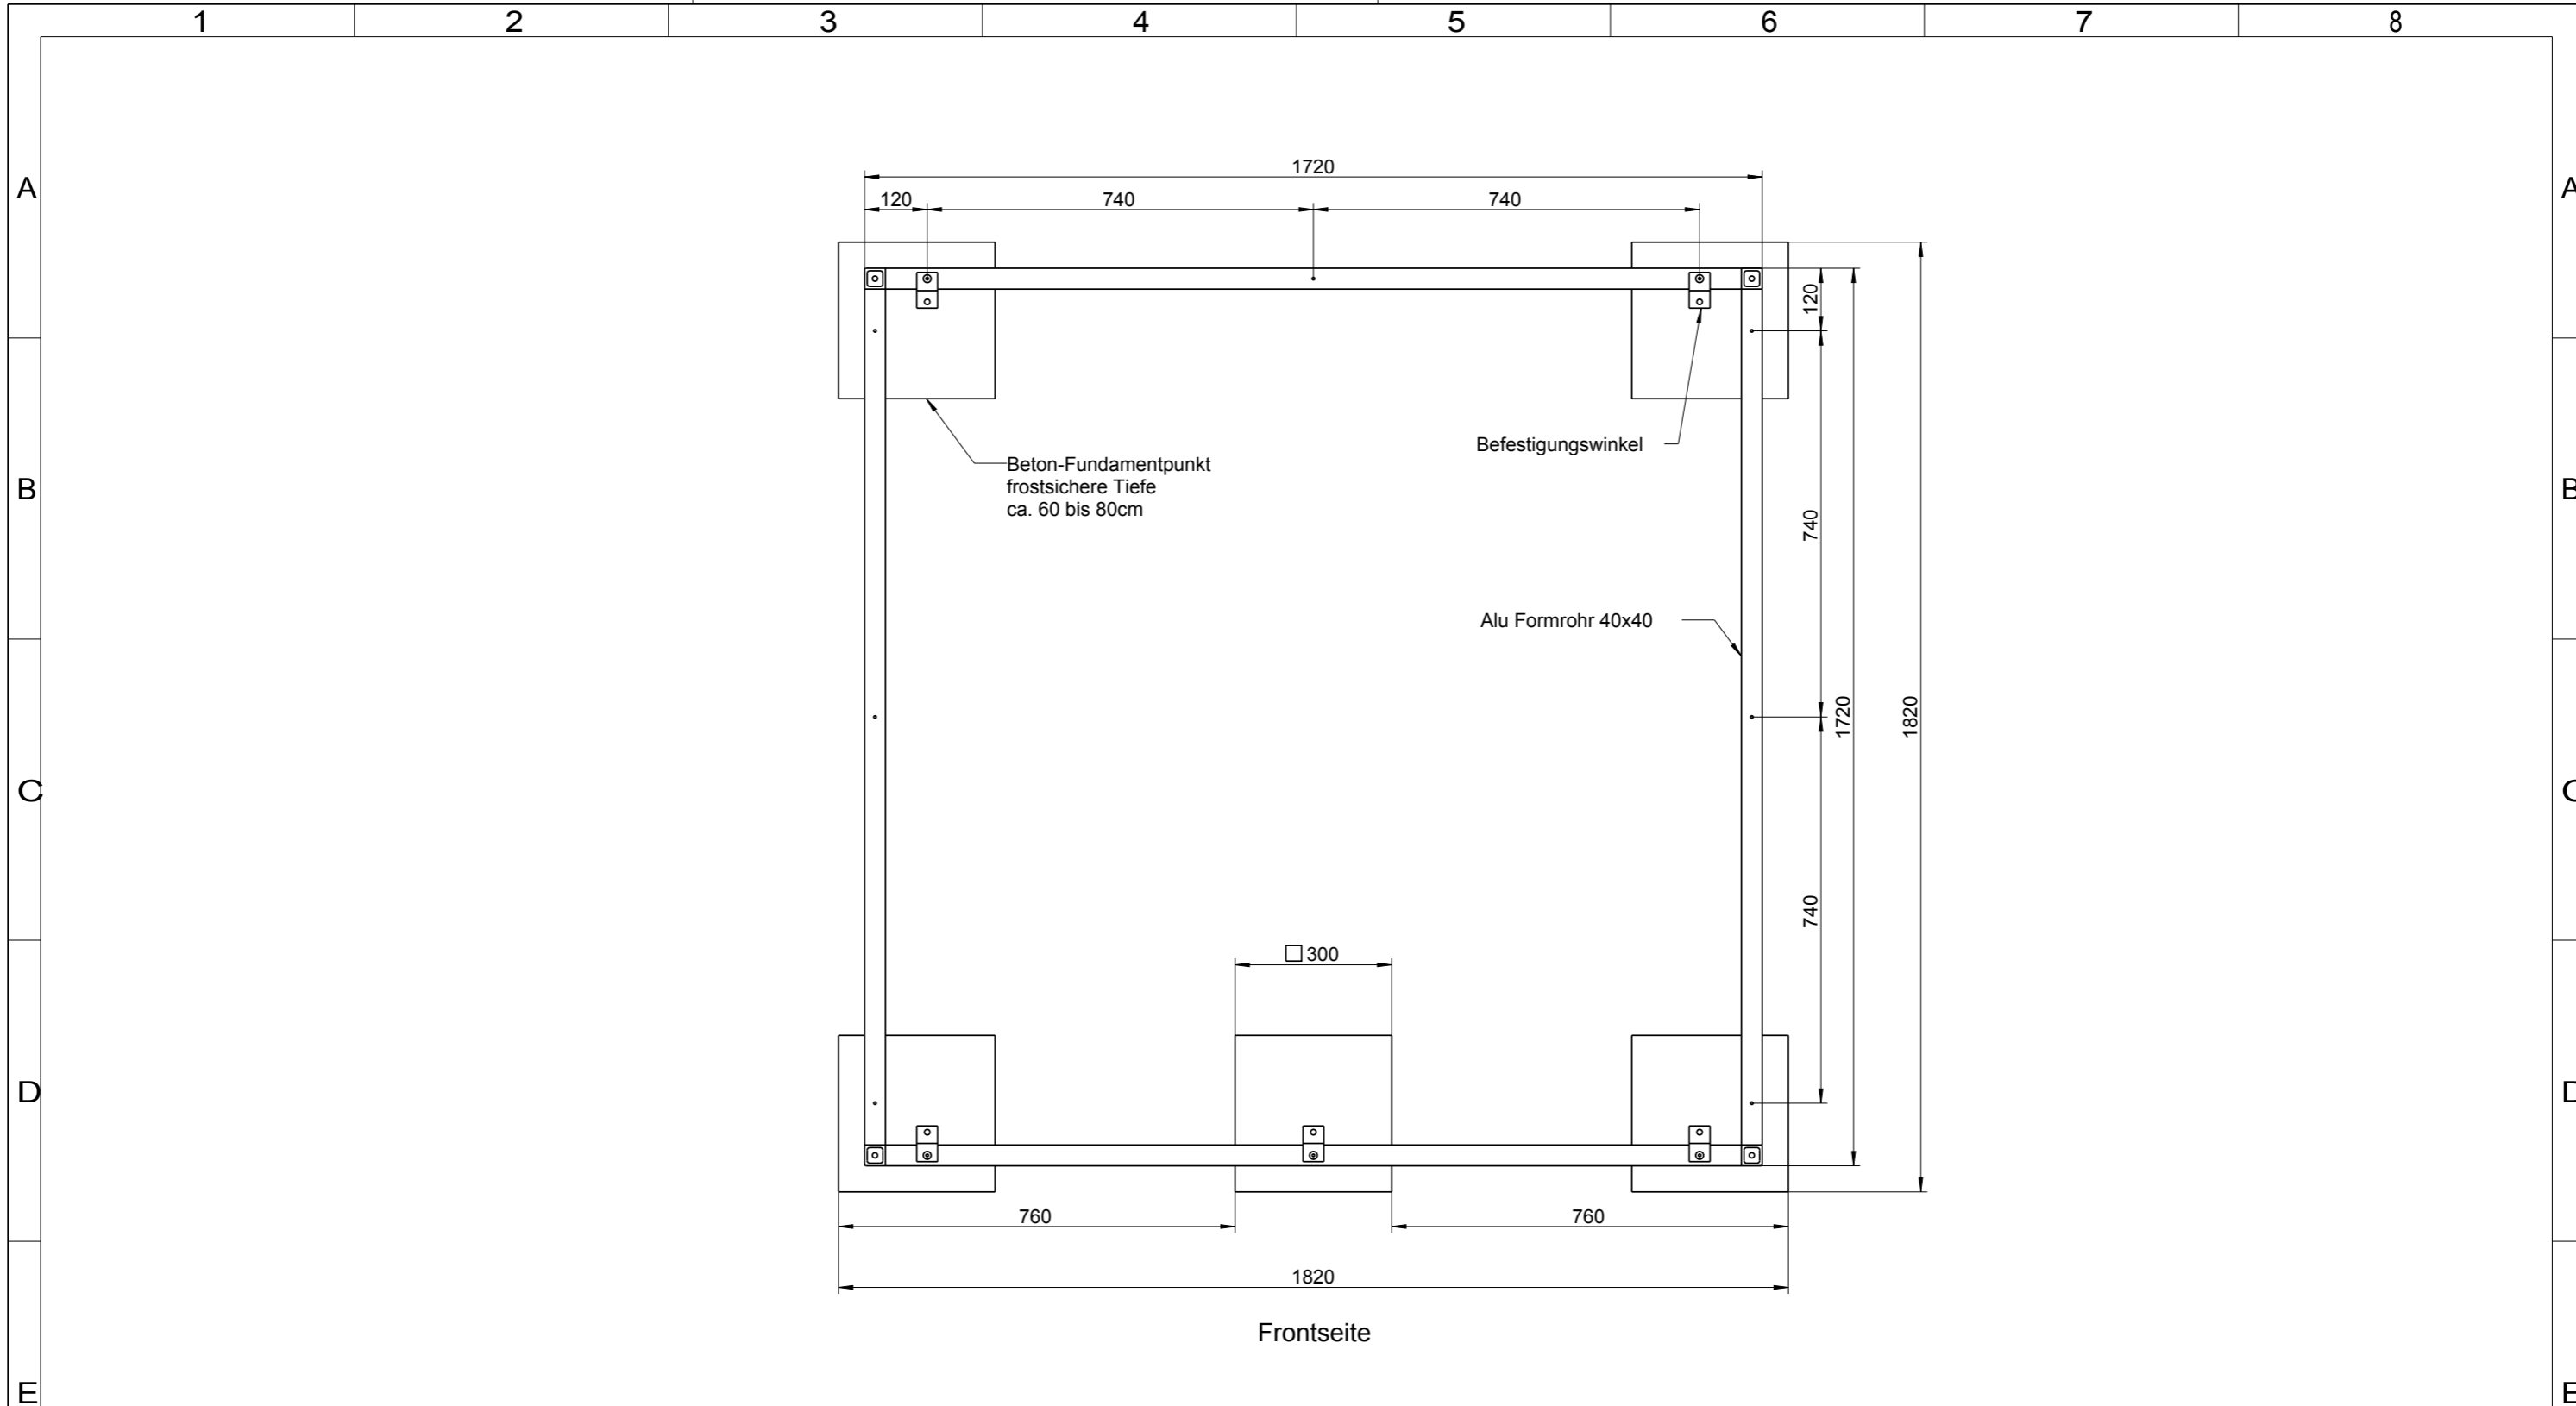 1 2 3 4 5 6 7 8
1720
A A
120 740 740
120
Befestigungswinkel
Beton-Fundamentpunkt
frostsichere Tiefe
ca. 60 bis 80cm
B B
740
Alu Formrohr 40x40
1720
1820
C C
740
□ 300
D D
760 760
1820
Frontseite
E E